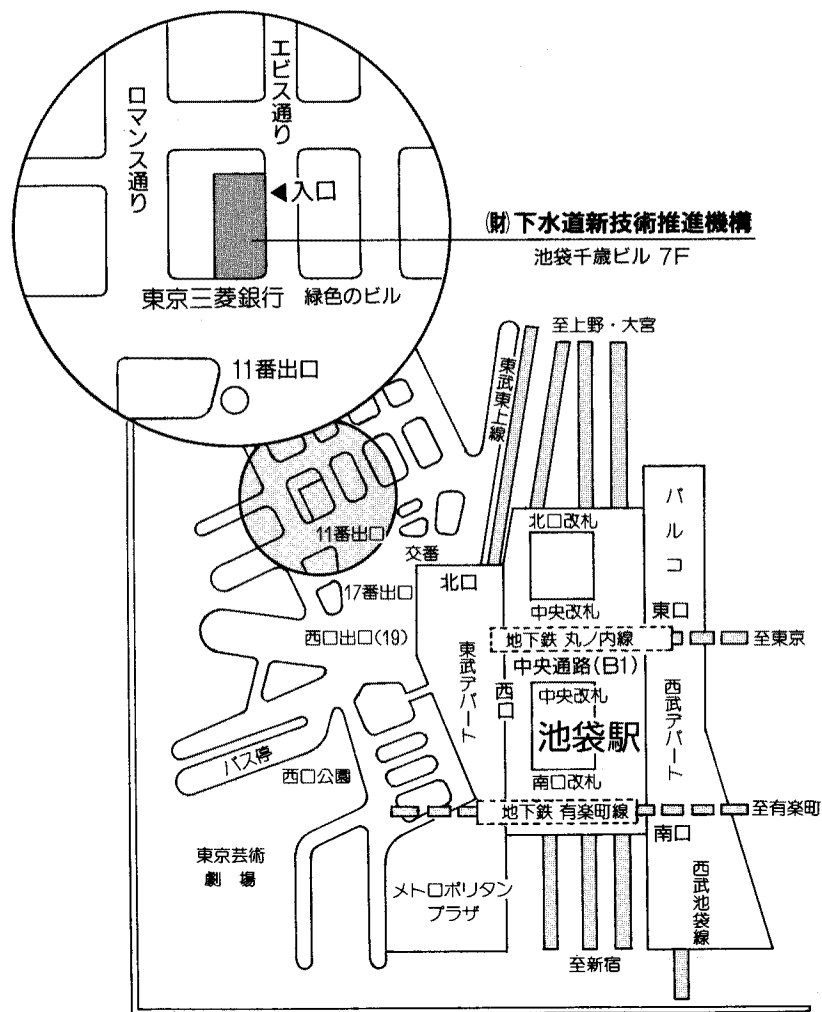 エビス通り
ロマンス通り
◀入口
(財)下水道新技術推進機構
池袋千歳ビル 7F
東京三菱銀行
緑色のビル
11番出口
至上野・大宮
東武東上線
パルコ
北口改札
11番出口
交番
北口
17番出口
中央改札
東口
西口出口(19)
地下鉄 丸ノ内線
至東京
東武デパート
中央通路(B1)
西口
中央改札
西武デパート
池袋駅
バス停
西口公園
南口改札
地下鉄 有楽町線
至有楽町
南口
東京芸術
劇場
メトロポリタン
プラザ
西武池袋線
至新宿